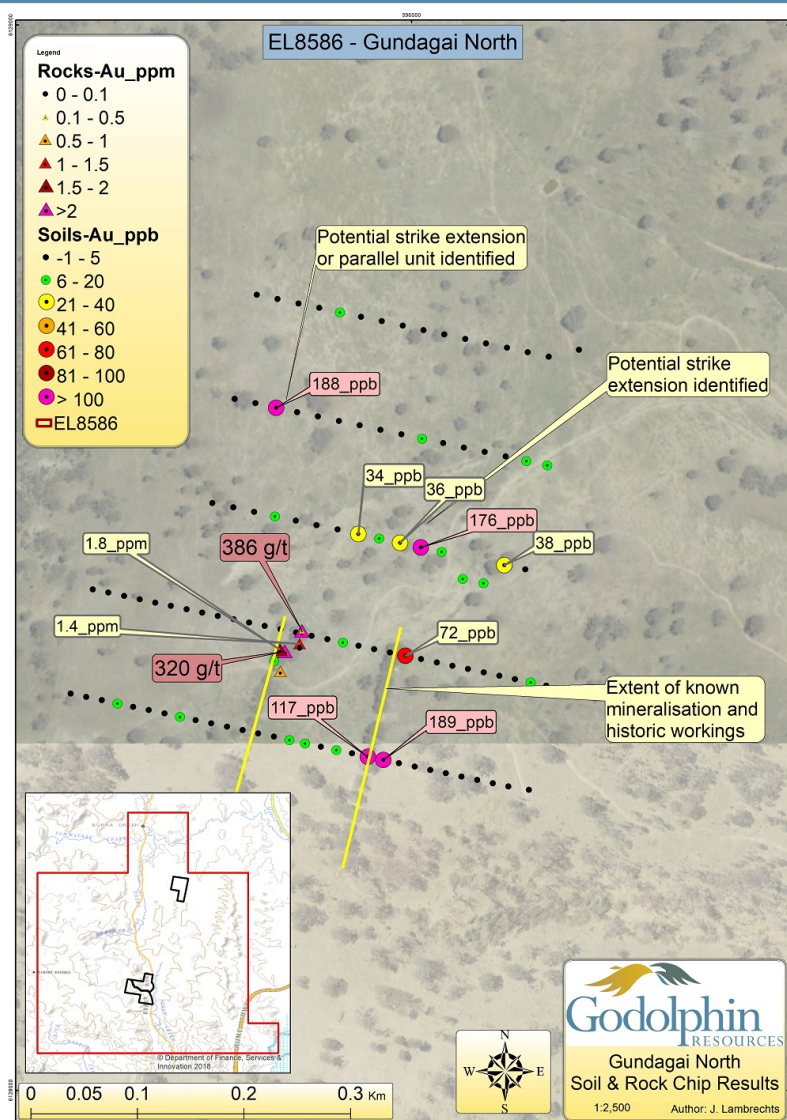 596000
6129000
EL8586 - Gundagai North
Legend
Rocks-Au_ppm
0 - 0.1
0.1 - 0.5
0.5 - 1
1 - 1.5
1.5 - 2
>2
Soils-Au_ppb
-1 - 5
6 - 20
21 - 40
41 - 60
61 - 80
81 - 100
> 100
EL8586
Potential strike extension
or parallel unit identified
Potential strike
extension identified
188_ppb
34_ppb
36_ppb
176_ppb
38_ppb
1.8_ppm
386 g/t
1.4_ppm
320 g/t
72_ppb
117_ppb
189_ppb
Extent of known
mineralisation and
historic workings
© Department of Finance, Services &
Innovation 2018
6128000
0 0.05 0.1 0.2 0.3 Km
N
W E
S
Godolphin
RESOURCES
Gundagai North
Soil & Rock Chip Results
1:2,500 Author: J. Lambrechts